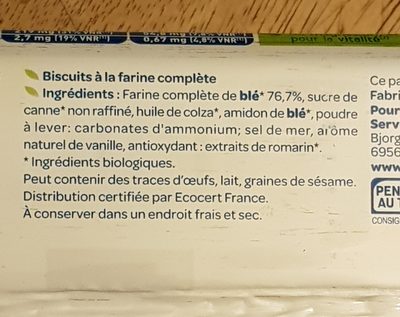 2,7 mg (19% VNR**)
0,67 mg (4,8% VNR**)
pour la vitalité
Biscuits à la farine complète
Ingrédients : Farine complète de blé* 76,7%, sucre de
canne* non raffiné, huile de colza*, amidon de blé*, poudre
à lever: carbonates d'ammonium; sel de mer, arôme
naturel de vanille, antioxydant : extraits de romarin*.
* Ingrédients biologiques.
Peut contenir des traces d'œufs, lait, graines de sésame.
Distribution certifiée par Ecocert France.
À conserver dans un endroit frais et sec.
Ce pa
Fabri
Pour
Serv
Bjorg
6956
www
PEN
AU T
CONSIG